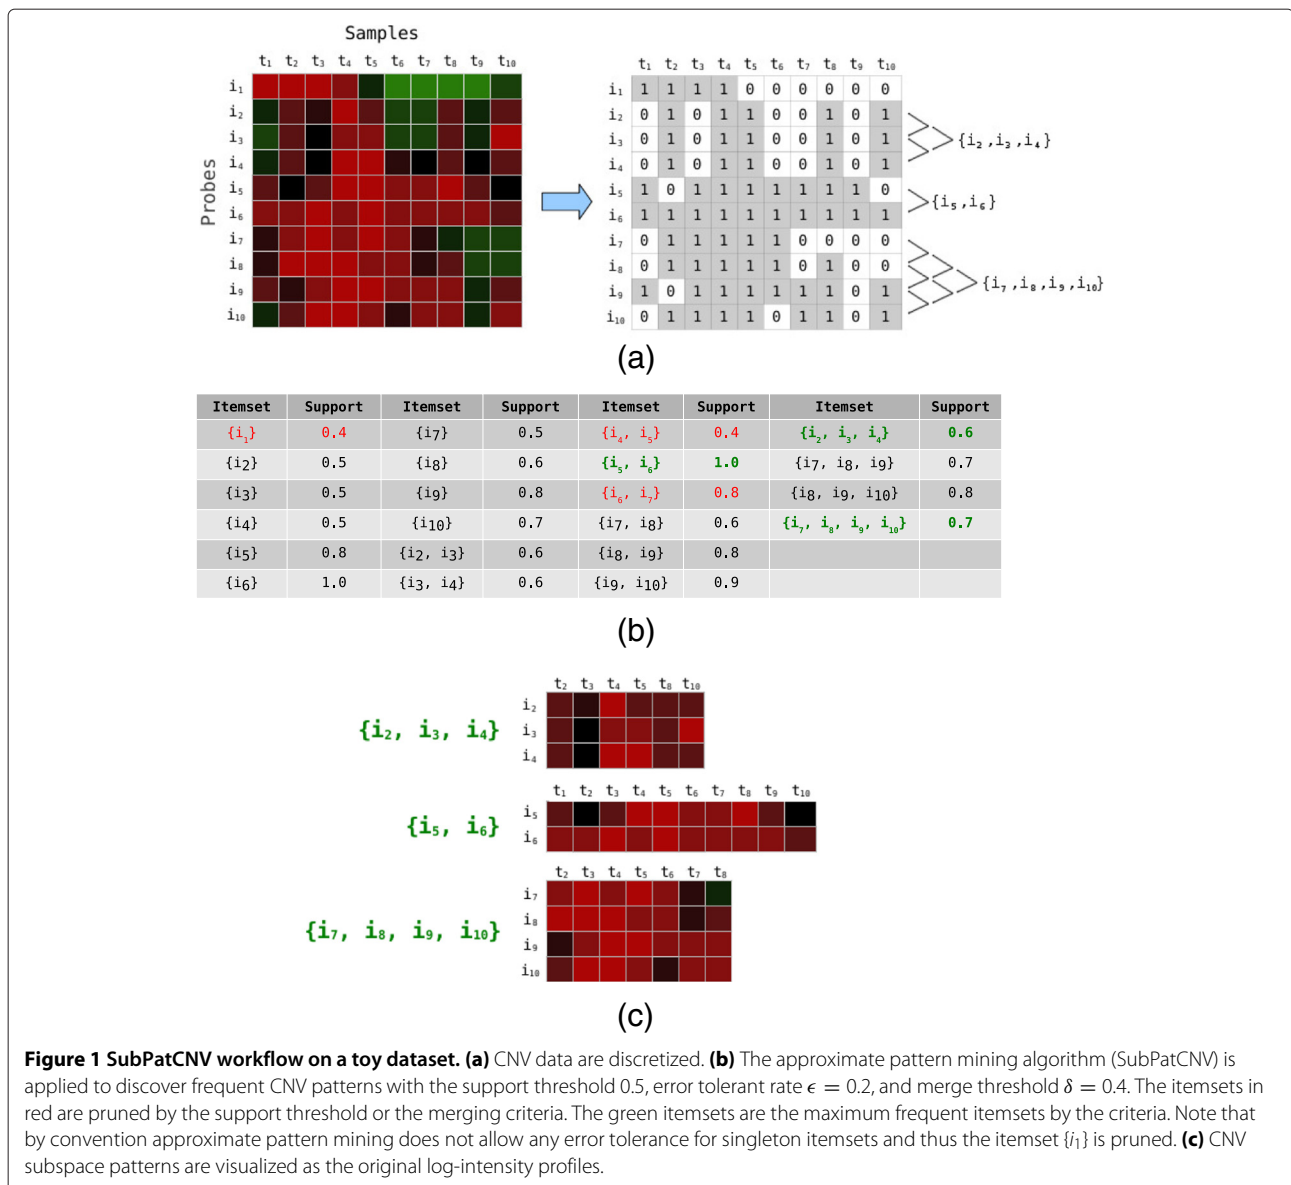 Samples
t1 t2 t3 t4 t5 t6 t7 t8 t9 t10
Probes
i1
i2
i3
i4
i5
i6
i7
i8
i9
i10
t1 t2 t3 t4 t5 t6 t7 t8 t9 t10
i1 1 1 1 1 0 0 0 0 0 0
i2 0 1 0 1 1 0 0 1 0 1
i3 0 1 0 1 1 0 0 1 0 1
i4 0 1 0 1 1 0 0 1 0 1
i5 1 0 1 1 1 1 1 1 1 0
i6 1 1 1 1 1 1 1 1 1 1
i7 0 1 1 1 1 1 0 0 0 0
i8 0 1 1 1 1 1 0 1 0 0
i9 1 0 1 1 1 1 1 1 0 1
i10 0 1 1 1 1 0 1 1 0 1
{i2,i3,i4}
{i5,i6}
{i7,i8,i9,i10}
(a)
Itemset Support Itemset Support Itemset Support Itemset Support
{i1} 0.4 {i7} 0.5 {i4, i5} 0.4 {i2, i3, i4} 0.6
{i2} 0.5 {i8} 0.6 {i5, i6} 1.0 {i7, i8, i9} 0.7
{i3} 0.5 {i9} 0.8 {i6, i7} 0.8 {i8, i9, i10} 0.8
{i4} 0.5 {i10} 0.7 {i7, i8} 0.6 {i7, i8, i9, i10} 0.7
{i5} 0.8 {i2, i3} 0.6 {i8, i9} 0.8
{i6} 1.0 {i3, i4} 0.6 {i9, i10} 0.9
(b)
t2 t3 t4 t5 t8 t10
{i2, i3, i4}
i2
i3
i4
t1 t2 t3 t4 t5 t6 t7 t8 t9 t10
{i5, i6}
i5
i6
t2 t3 t4 t5 t6 t7 t8
{i7, i8, i9, i10}
i7
i8
i9
i10
(c)
Figure 1 SubPatCNV workflow on a toy dataset. (a) CNV data are discretized. (b) The approximate pattern mining algorithm (SubPatCNV) is
applied to discover frequent CNV patterns with the support threshold 0.5, error tolerant rate ϵ = 0.2, and merge threshold δ = 0.4. The itemsets in
red are pruned by the support threshold or the merging criteria. The green itemsets are the maximum frequent itemsets by the criteria. Note that
by convention approximate pattern mining does not allow any error tolerance for singleton itemsets and thus the itemset {i1} is pruned. (c) CNV
subspace patterns are visualized as the original log-intensity profiles.